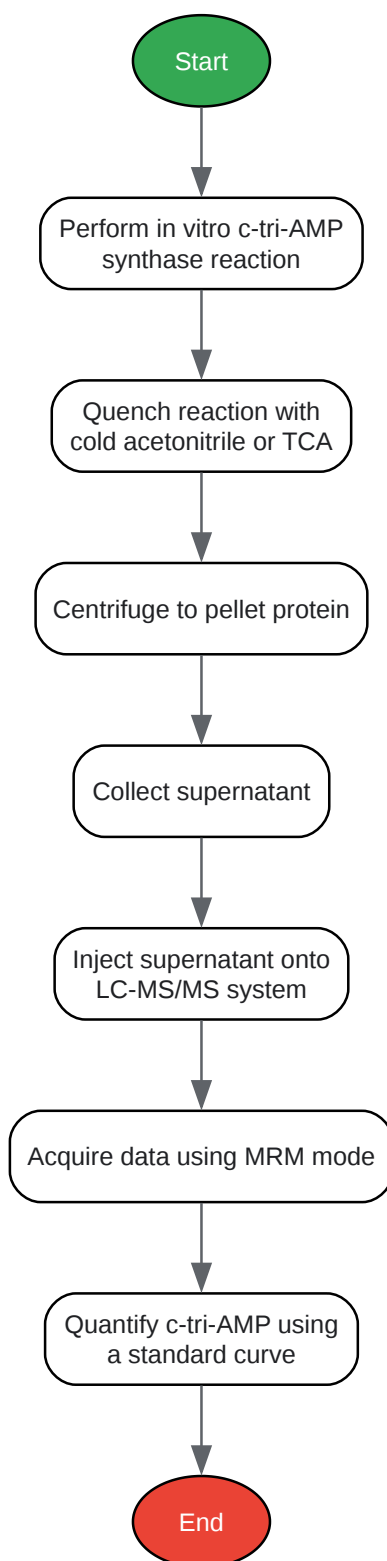 Start
Perform in vitro c-tri-AMP
synthase reaction
Quench reaction with
cold acetonitrile or TCA
Centrifuge to pellet protein
Collect supernatant
Inject supernatant onto
LC-MS/MS system
Acquire data using MRM mode
Quantify c-tri-AMP using
a standard curve
End